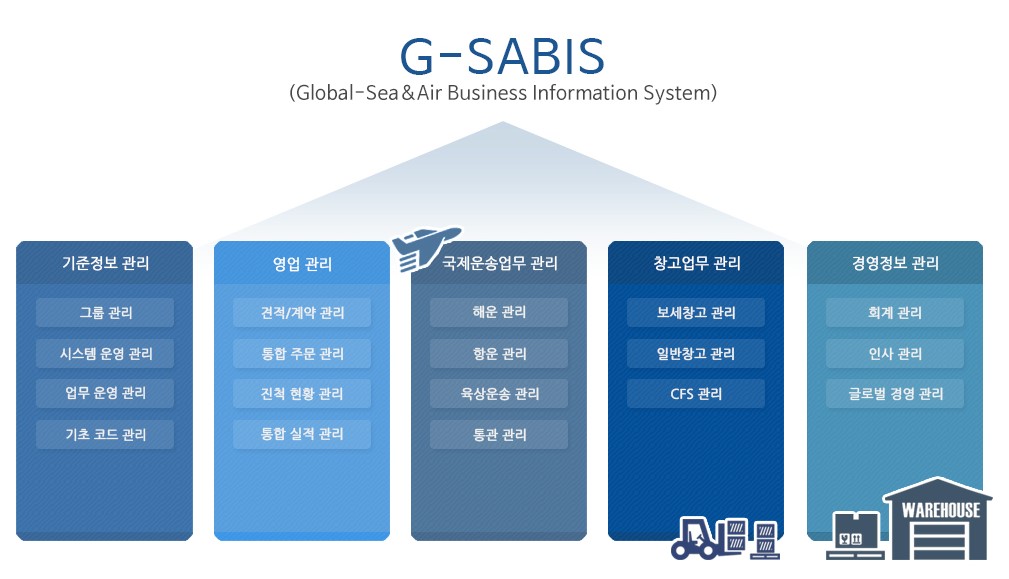 G-SABIS
(Global-Sea&Air Business Information System)
기준정보 관리
그룹 관리
시스템 운영 관리
업무 운영 관리
기초 코드 관리
영업 관리
견적/계약 관리
통합 주문 관리
진척 현황 관리
통합 실적 관리
국제운송업무 관리
해운 관리
항운 관리
육상운송 관리
통관 관리
창고업무 관리
보세창고 관리
일반창고 관리
CFS 관리
경영정보 관리
회계 관리
인사 관리
글로벌 경영 관리
WAREHOUSE